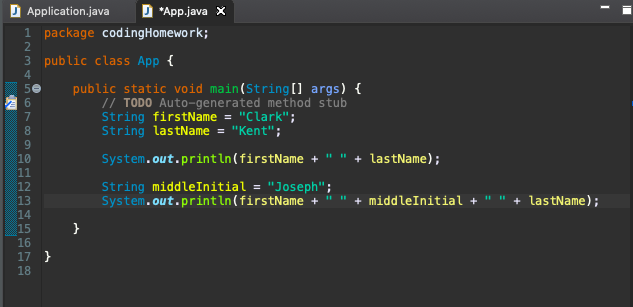 Application.java *App.java
1 package codingHomework;
2
3 public class App {
4
5 public static void main(String[] args) {
6 // TODO Auto-generated method stub
7 String firstName = "Clark";
8 String lastName = "Kent";
9
10 System.out.println(firstName + " " + lastName);
11
12 String middleInitial = "Joseph";
13 System.out.println(firstName + " " + middleInitial + " " + lastName);
14
15 }
16
17 }
18